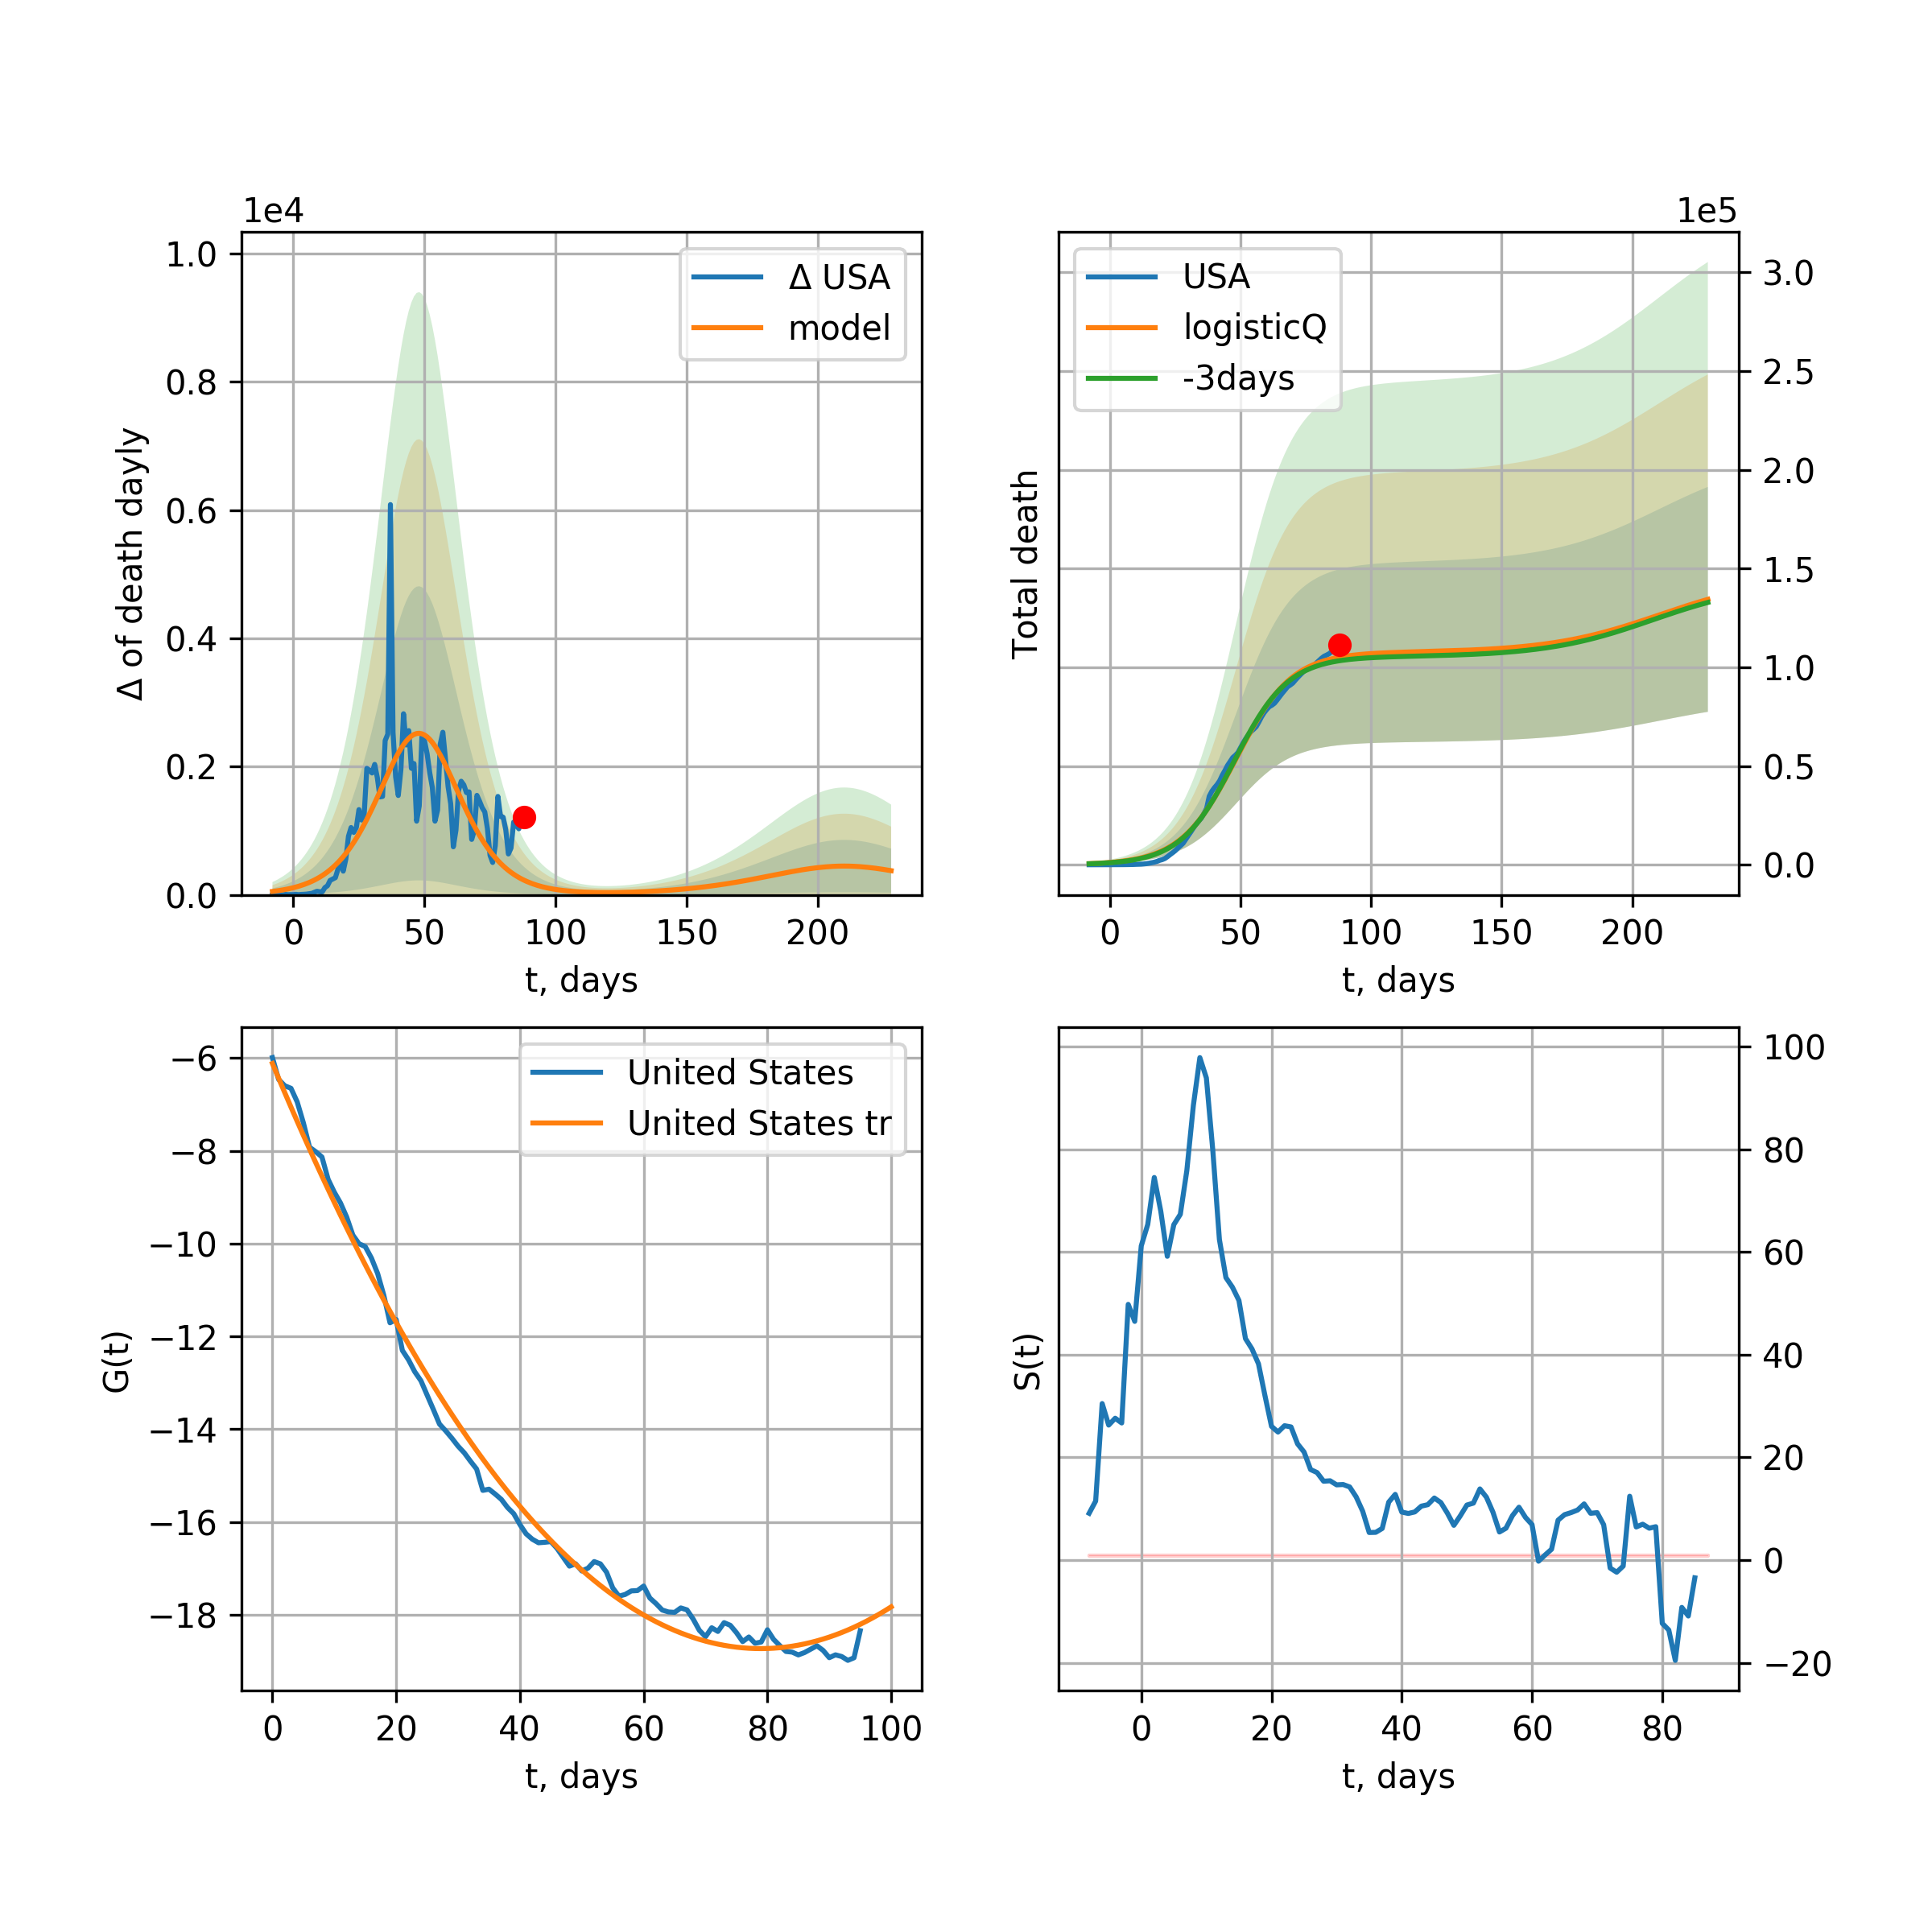 1e4
1.0
0.8
0.6
0.4
0.2
0.0
Δ of death dayly
Δ USA
model
0 50 100 150 200
t, days
1e5
USA
logisticQ
-3days
Total death
3.0
2.5
2.0
1.5
1.0
0.5
0.0
0 50 100 150 200
t, days
United States
United States tr
G(t)
−6
−8
−10
−12
−14
−16
−18
0 20 40 60 80 100
t, days
S(t)
100
80
60
40
20
0
−20
0 20 40 60 80
t, days